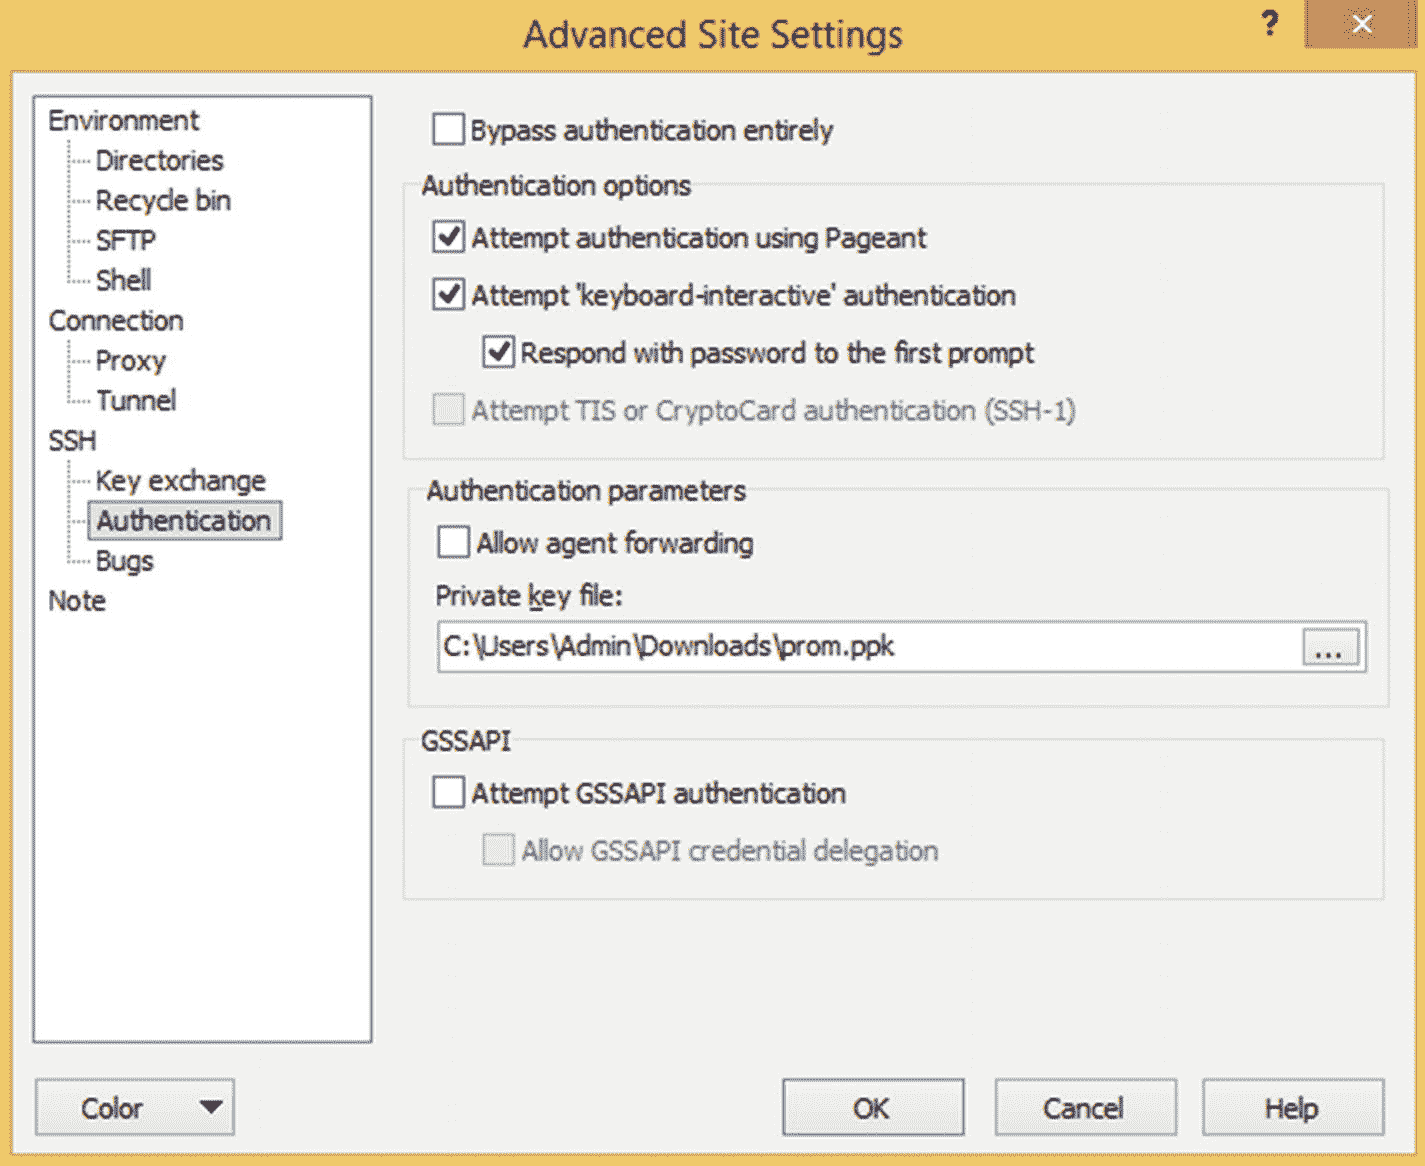 Advanced Site Settings
?
Environment
Directories
Recycle bin
SFTP
Shell
Connection
Proxy
Tunnel
SSH
Key exchange
Authentication
Bugs
Note
Bypass authentication entirely
Authentication options
Attempt authentication using Pageant
Attempt 'keyboard-interactive' authentication
Respond with password to the first prompt
Attempt TIS or CryptoCard authentication (SSH-1)
Authentication parameters
Allow agent forwarding
Private key file:
C:\Users\Admin\Downloads\prom.ppk
...
GSSAPI
Attempt GSSAPI authentication
Allow GSSAPI credential delegation
Color
OK
Cancel
Help